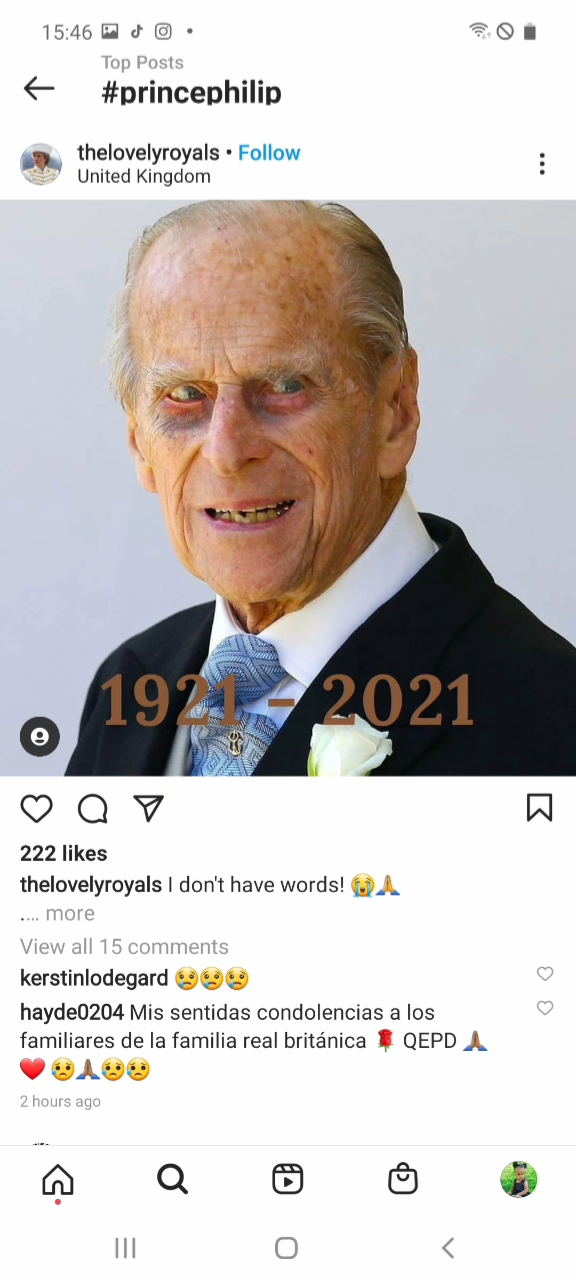 15:46
Top Posts
#princephilip
thelovelyroyals • Follow
United Kingdom
1921 - 2021
222 likes
thelovelyroyals I don't have words! 😭🙏
.... more
View all 15 comments
kerstinlodegard 😢😢😢
hayde0204 Mis sentidas condolencias a los
familiares de la familia real británica 🌹 QEPD 🙏🏽
❤️ 😢🙏🏽😢😢
2 hours ago